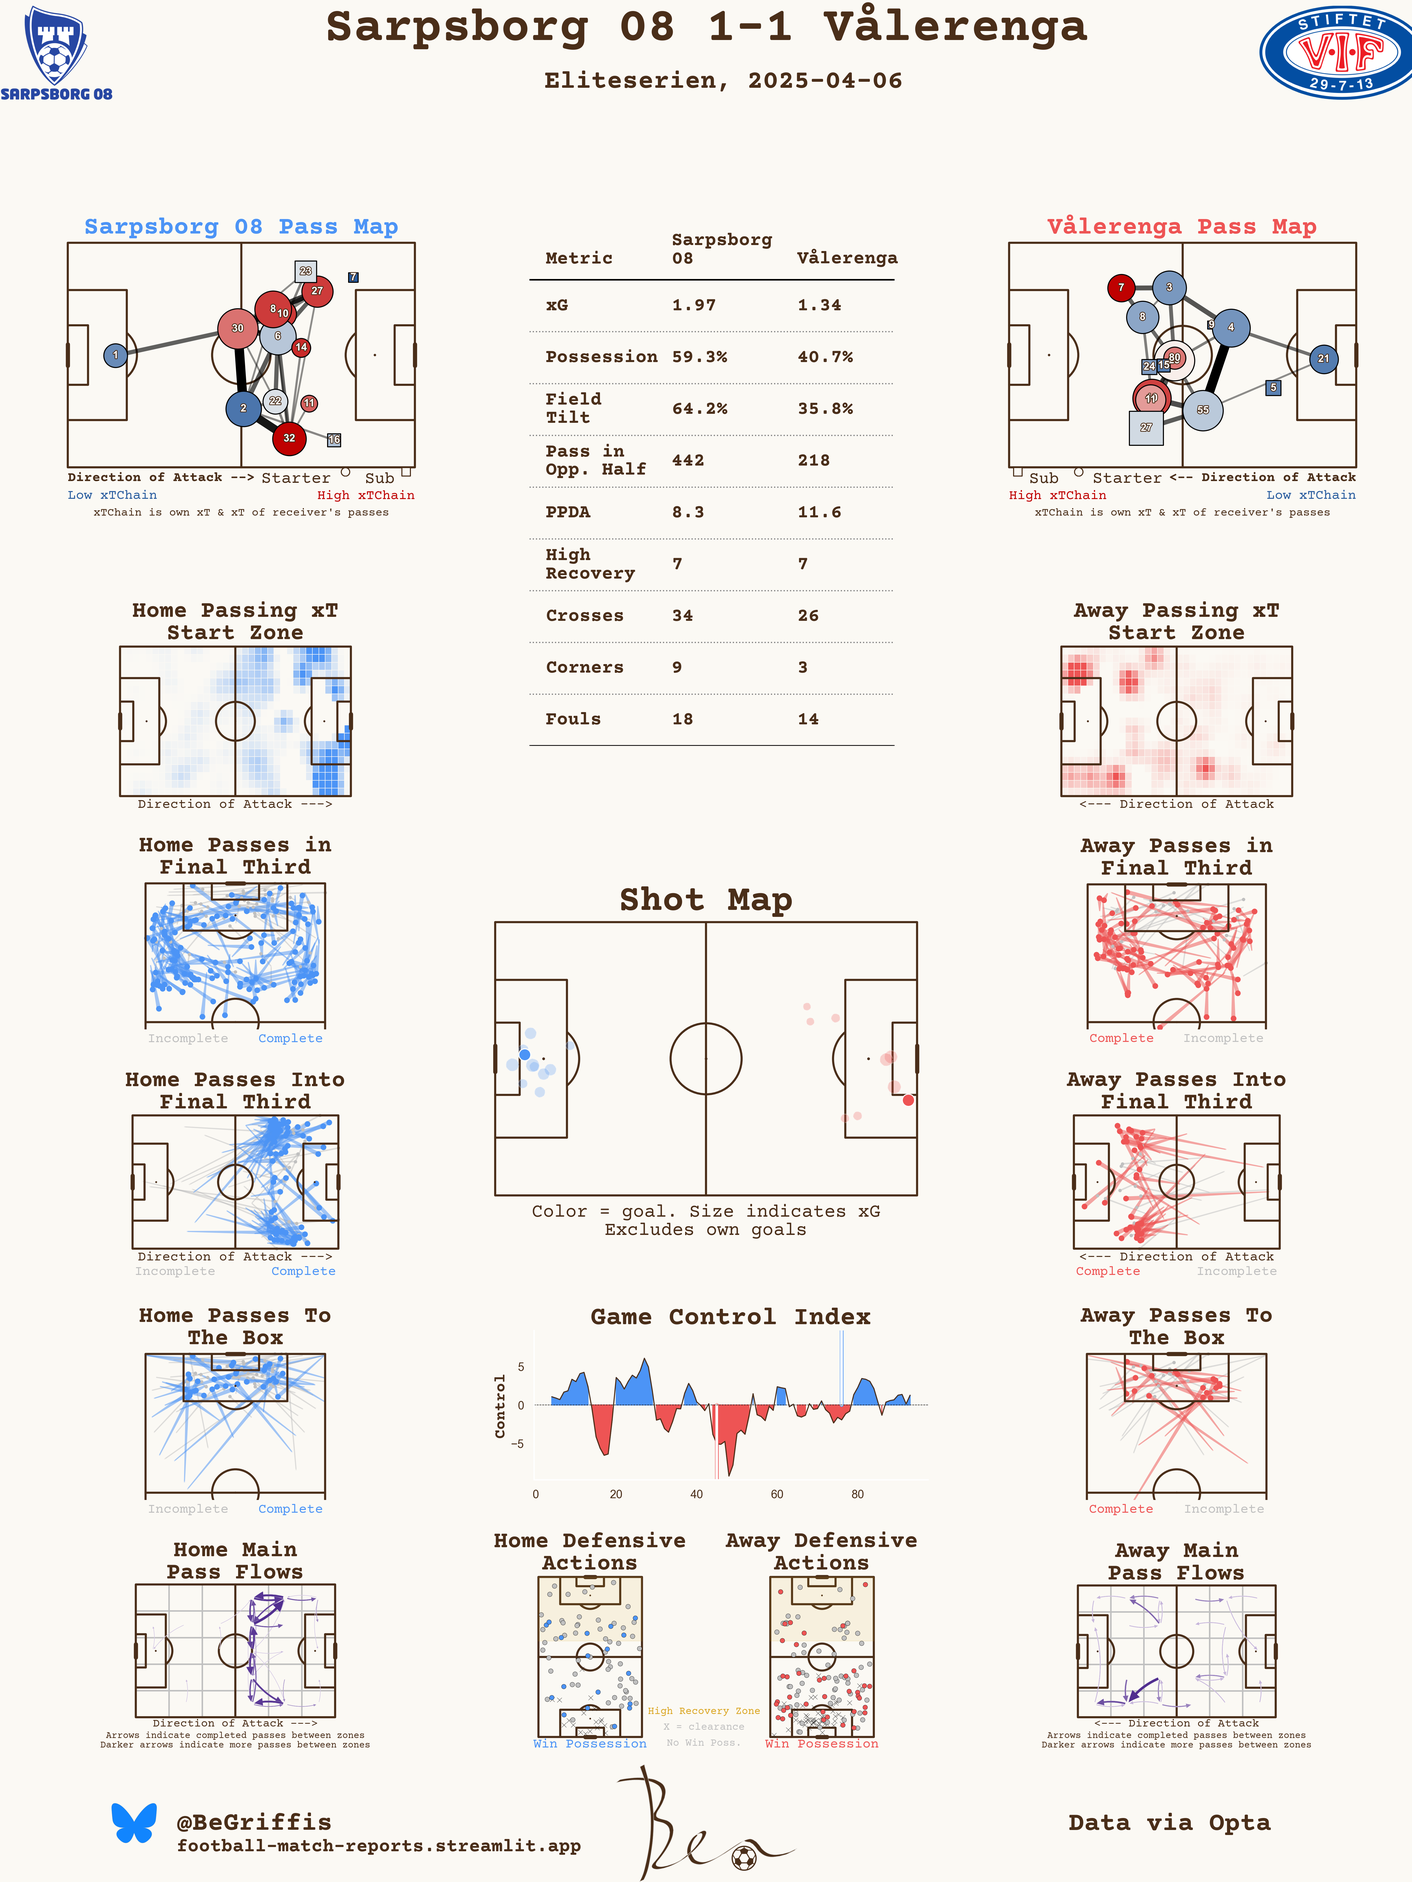 Sarpsborg 08 1-1 Vålerenga
Eliteserien, 2025-04-06
SARPSBORG 08
STIFTET
V.I.F
29-7-13
Sarpsborg 08 Pass Map
1
30
2
8
10
27
23
7
6
14
22
11
32
16
Direction of Attack --> Starter Sub
Low xTChain High xTChain
xTChain is own xT & xT of receiver's passes
Metric Sarpsborg 08 Vålerenga
xG 1.97 1.34
Possession 59.3% 40.7%
Field Tilt 64.2% 35.8%
Pass in Opp. Half 442 218
PPDA 8.3 11.6
High Recovery 7 7
Crosses 34 26
Corners 9 3
Fouls 18 14
Vålerenga Pass Map
7
3
8
9
4
80
24
15
21
5
55
27
Sub Starter <-- Direction of Attack
High xTChain Low xTChain
xTChain is own xT & xT of receiver's passes
Home Passing xT
Start Zone
Direction of Attack --->
Away Passing xT
Start Zone
<--- Direction of Attack
Home Passes in
Final Third
Incomplete Complete
Away Passes in
Final Third
Complete Incomplete
Shot Map
Color = goal. Size indicates xG
Excludes own goals
Home Passes Into
Final Third
Direction of Attack --->
Incomplete Complete
Away Passes Into
Final Third
<--- Direction of Attack
Complete Incomplete
Home Passes To
The Box
Incomplete Complete
Game Control Index
Control
5
0
−5
0 20 40 60 80
Away Passes To
The Box
Complete Incomplete
Home Main
Pass Flows
Direction of Attack --->
Arrows indicate completed passes between zones
Darker arrows indicate more passes between zones
Home Defensive
Actions
Win Possession
High Recovery Zone
X = clearance
No Win Poss.
Away Defensive
Actions
Win Possession
Away Main
Pass Flows
<--- Direction of Attack
Arrows indicate completed passes between zones
Darker arrows indicate more passes between zones
@BeGriffis
football-match-reports.streamlit.app
Ben
Data via Opta